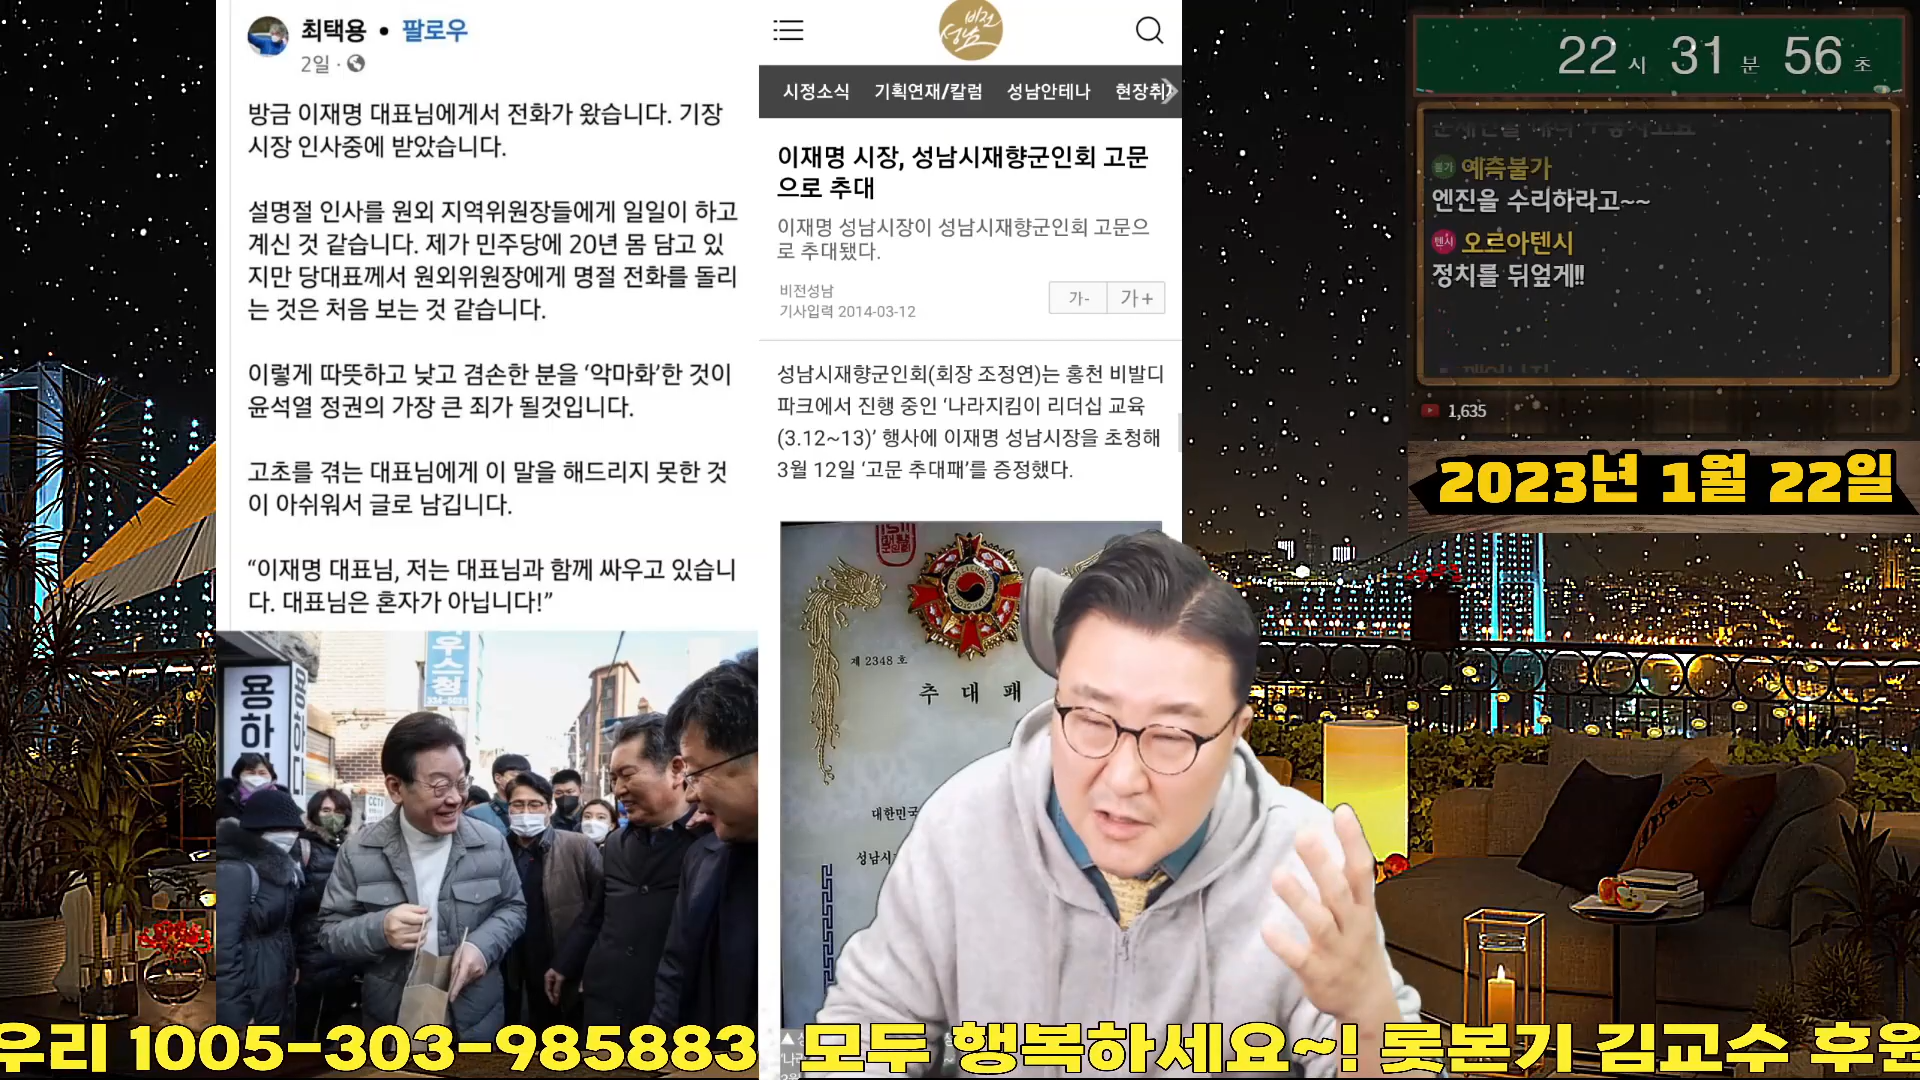 최택용 • 팔로우
2일 ·
방금 이재명 대표님에게서 전화가 왔습니다. 기장
시장 인사중에 받았습니다.
설명절 인사를 원외 지역위원장들에게 일일이 하고
계신 것 같습니다. 제가 민주당에 20년 몸 담고 있
지만 당대표께서 원외위원장에게 명절 전화를 돌리
는 것은 처음 보는 것 같습니다.
이렇게 따뜻하고 낮고 겸손한 분을 ‘악마화’한 것이
윤석열 정권의 가장 큰 죄가 될것입니다.
고초를 겪는 대표님에게 이 말을 해드리지 못한 것
이 아쉬워서 글로 남깁니다.
“이재명 대표님, 저는 대표님과 함께 싸우고 있습니
다. 대표님은 혼자가 아닙니다!”
우스청
334-5021
용하다
용하
CCTV
비전
성남
시정소식 기획연재/칼럼 성남안테나 현장취재
이재명 시장, 성남시재향군인회 고문
으로 추대
이재명 성남시장이 성남시재향군인회 고문으
로 추대됐다.
비전성남
기사입력 2014-03-12
가- 가+
성남시재향군인회(회장 조정연)는 홍천 비발디
파크에서 진행 중인 ‘나라지킴이 리더십 교육
(3.12~13)’ 행사에 이재명 성남시장을 초청해
3월 12일 ‘고문 추대패’를 증정했다.
제 2348 호
추 대 패
대한민국
성남시
22 시 31 분 56 초
불가 예측불가
엔진을 수리하라고~~
텐시 오르아텐시
정치를 뒤엎게!!
1,635
2023년 1월 22일
우리 1005-303-985883 모두 행복하세요~! 롯본기 김교수 후원